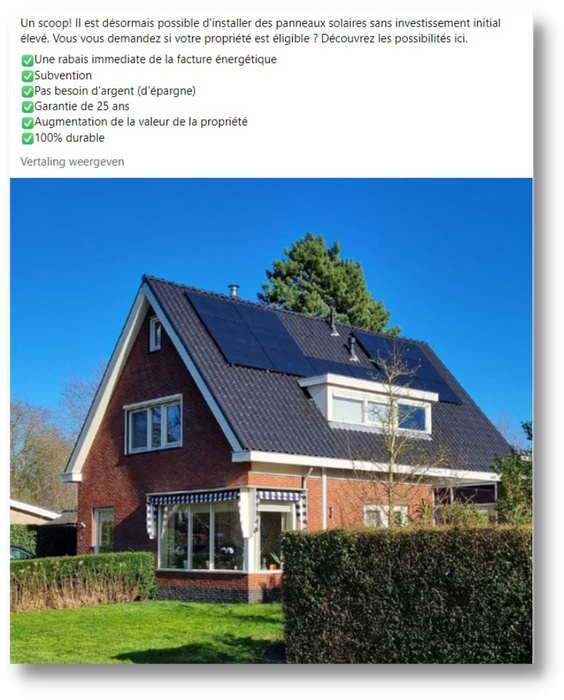 Un scoop! Il est désormais possible d'installer des panneaux solaires sans investissement initial
élevé. Vous vous demandez si votre propriété est éligible ? Découvrez les possibilités ici.
✅Une rabais immediate de la facture énergétique
✅Subvention
✅Pas besoin d'argent (d'épargne)
✅Garantie de 25 ans
✅Augmentation de la valeur de la propriété
✅100% durable
Vertaling weergeven